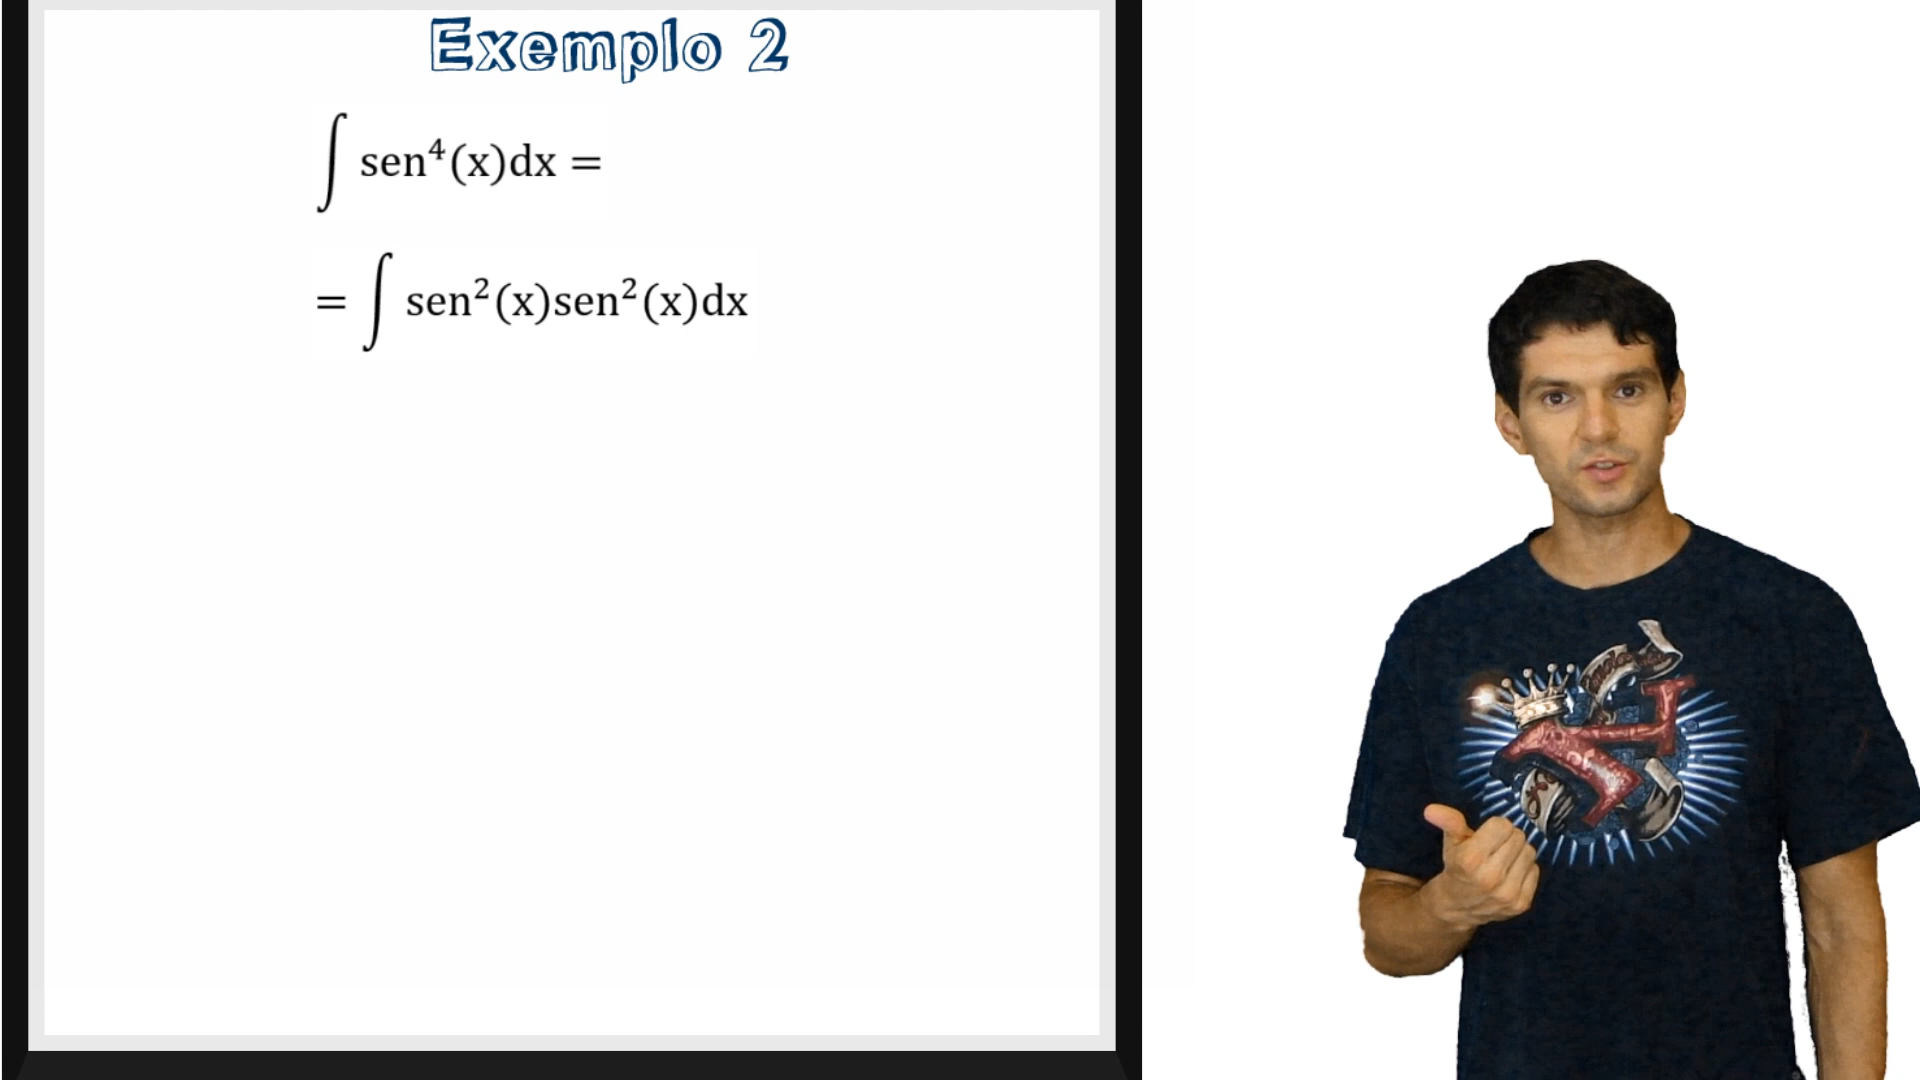 Exemplo 2
∫ sen⁴(x)dx =
= ∫ sen²(x)sen²(x)dx